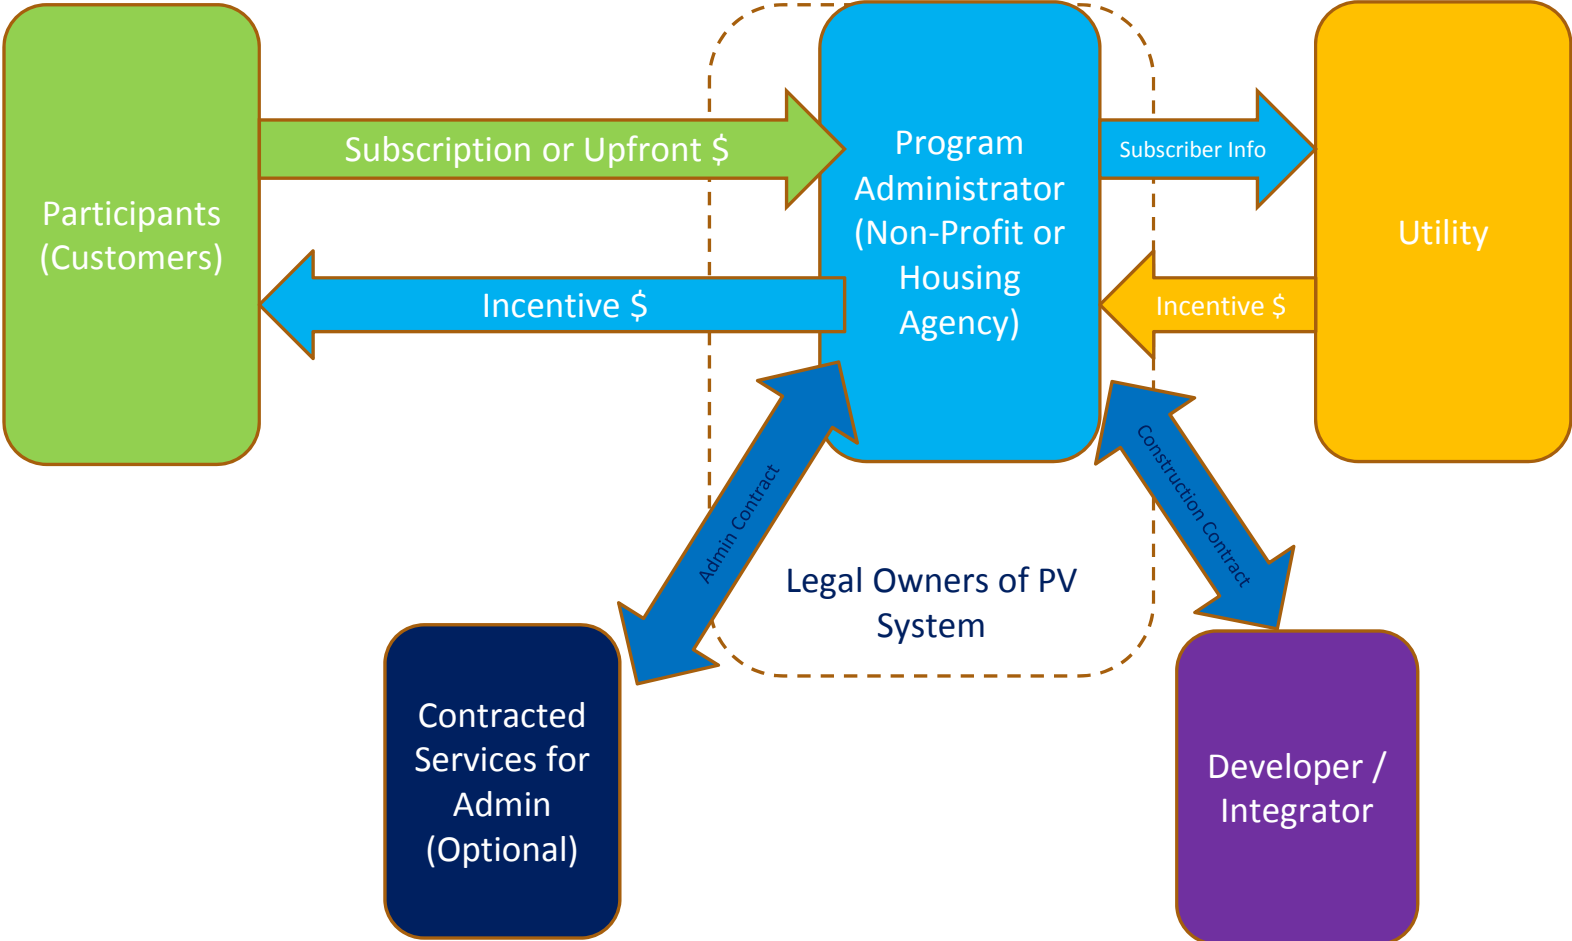 Participants
(Customers)
Subscription or Upfront $
Incentive $
Program
Administrator
(Non-Profit or
Housing
Agency)
Subscriber Info
Incentive $
Utility
Admin Contract
Construction Contract
Legal Owners of PV
System
Contracted
Services for
Admin
(Optional)
Developer /
Integrator